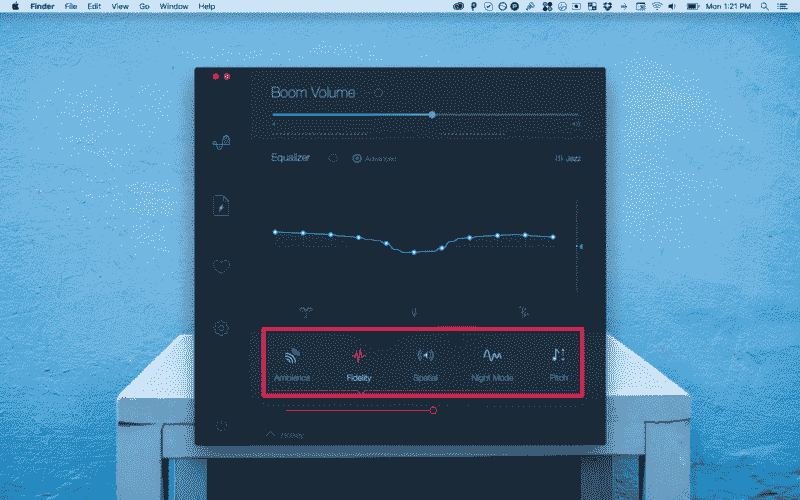 Finder File Edit View Go Window Help Mon 1:21 PM
Boom Volume
Equalizer Advanced Jazz
Ambience Fidelity Spatial Night Mode Pitch
Hotkey